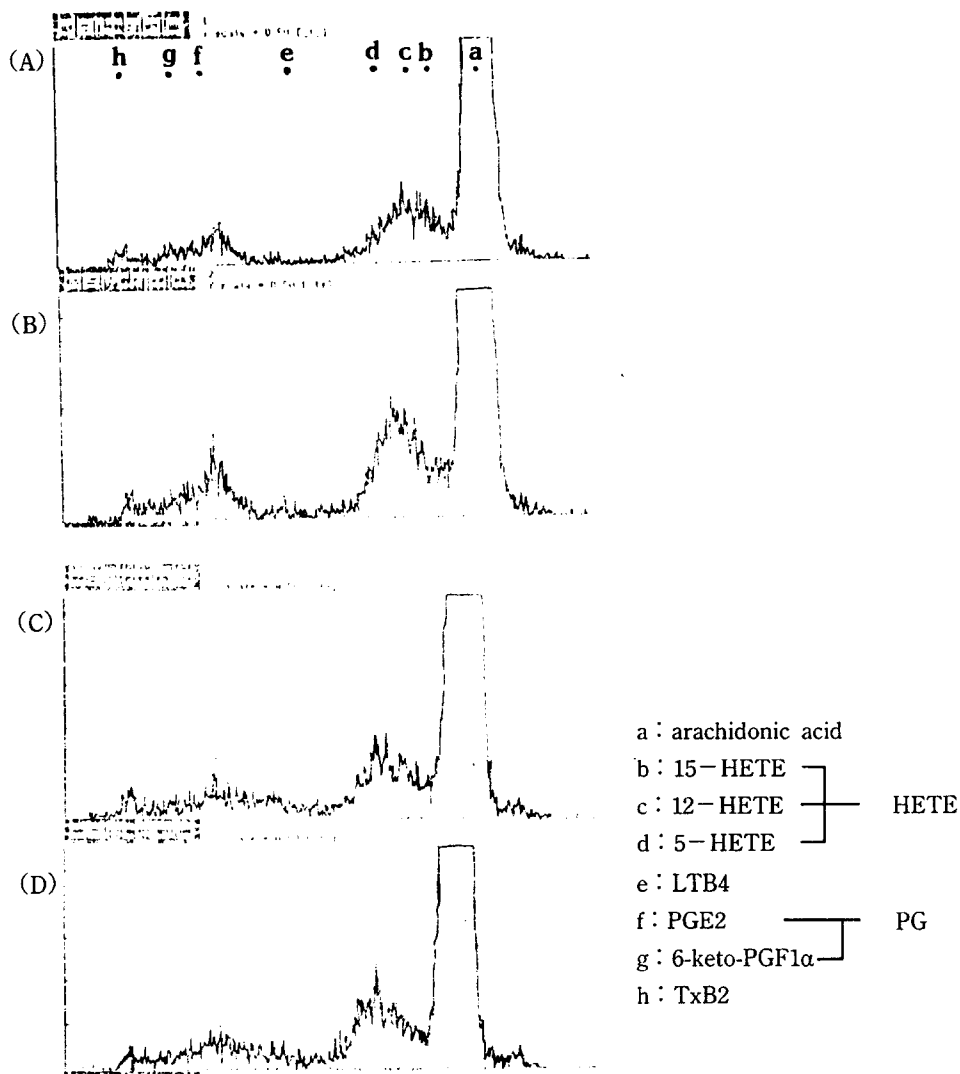 (A)
h g f e d c b a
(B)
(C)
(D)
a : arachidonic acid
b : 15-HETE
c : 12-HETE
d : 5-HETE
HETE
e : LTB4
f : PGE2
g : 6-keto-PGF1α
PG
h : TxB2